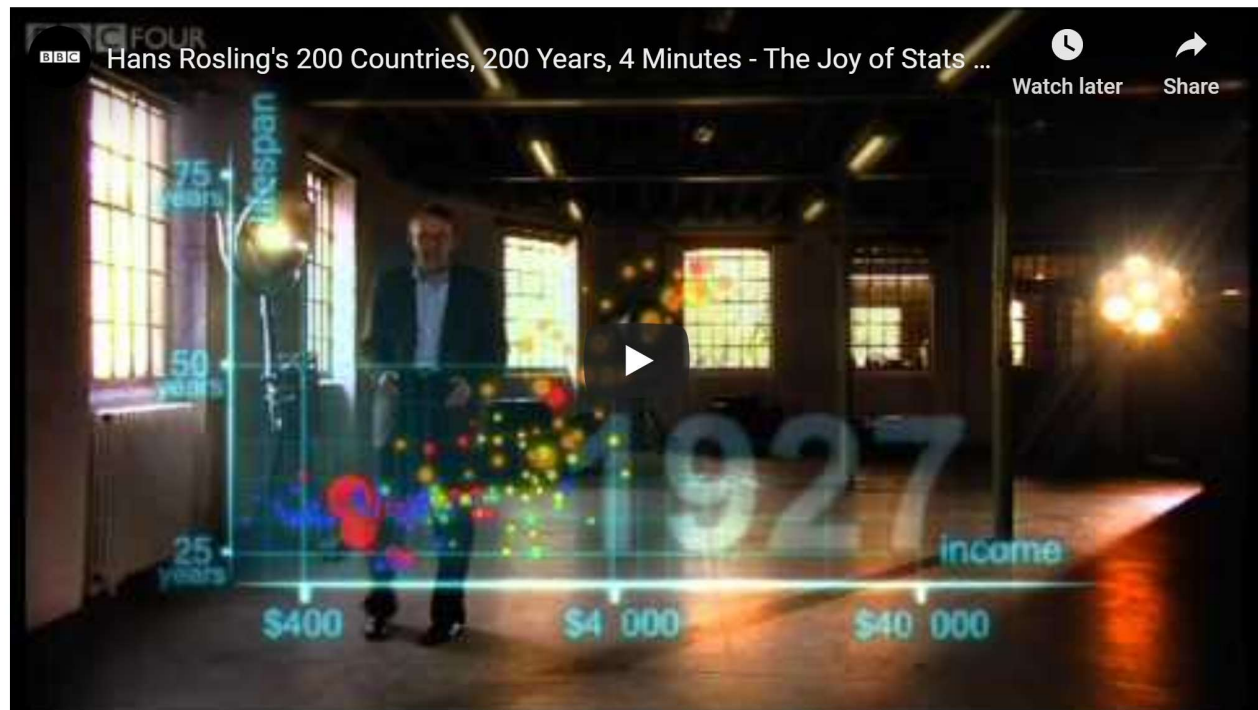 BBC FOUR
BBC
Hans Rosling's 200 Countries, 200 Years, 4 Minutes - The Joy of Stats ...
Watch later
Share
lifespan
75
years
50
years
1927
25
years
income
$400
$4 000
$40 000